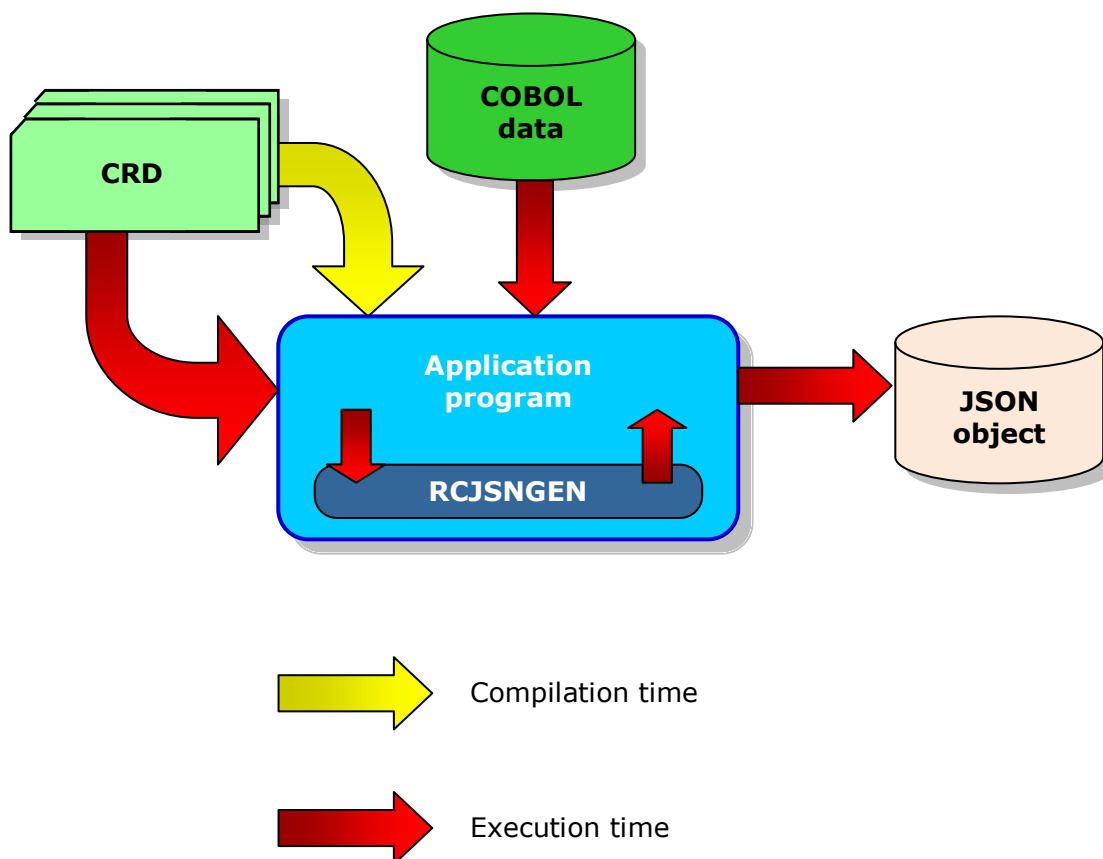 COBOL
data
CRD
Application
program
RCJSNGEN
JSON
object
Compilation time
Execution time